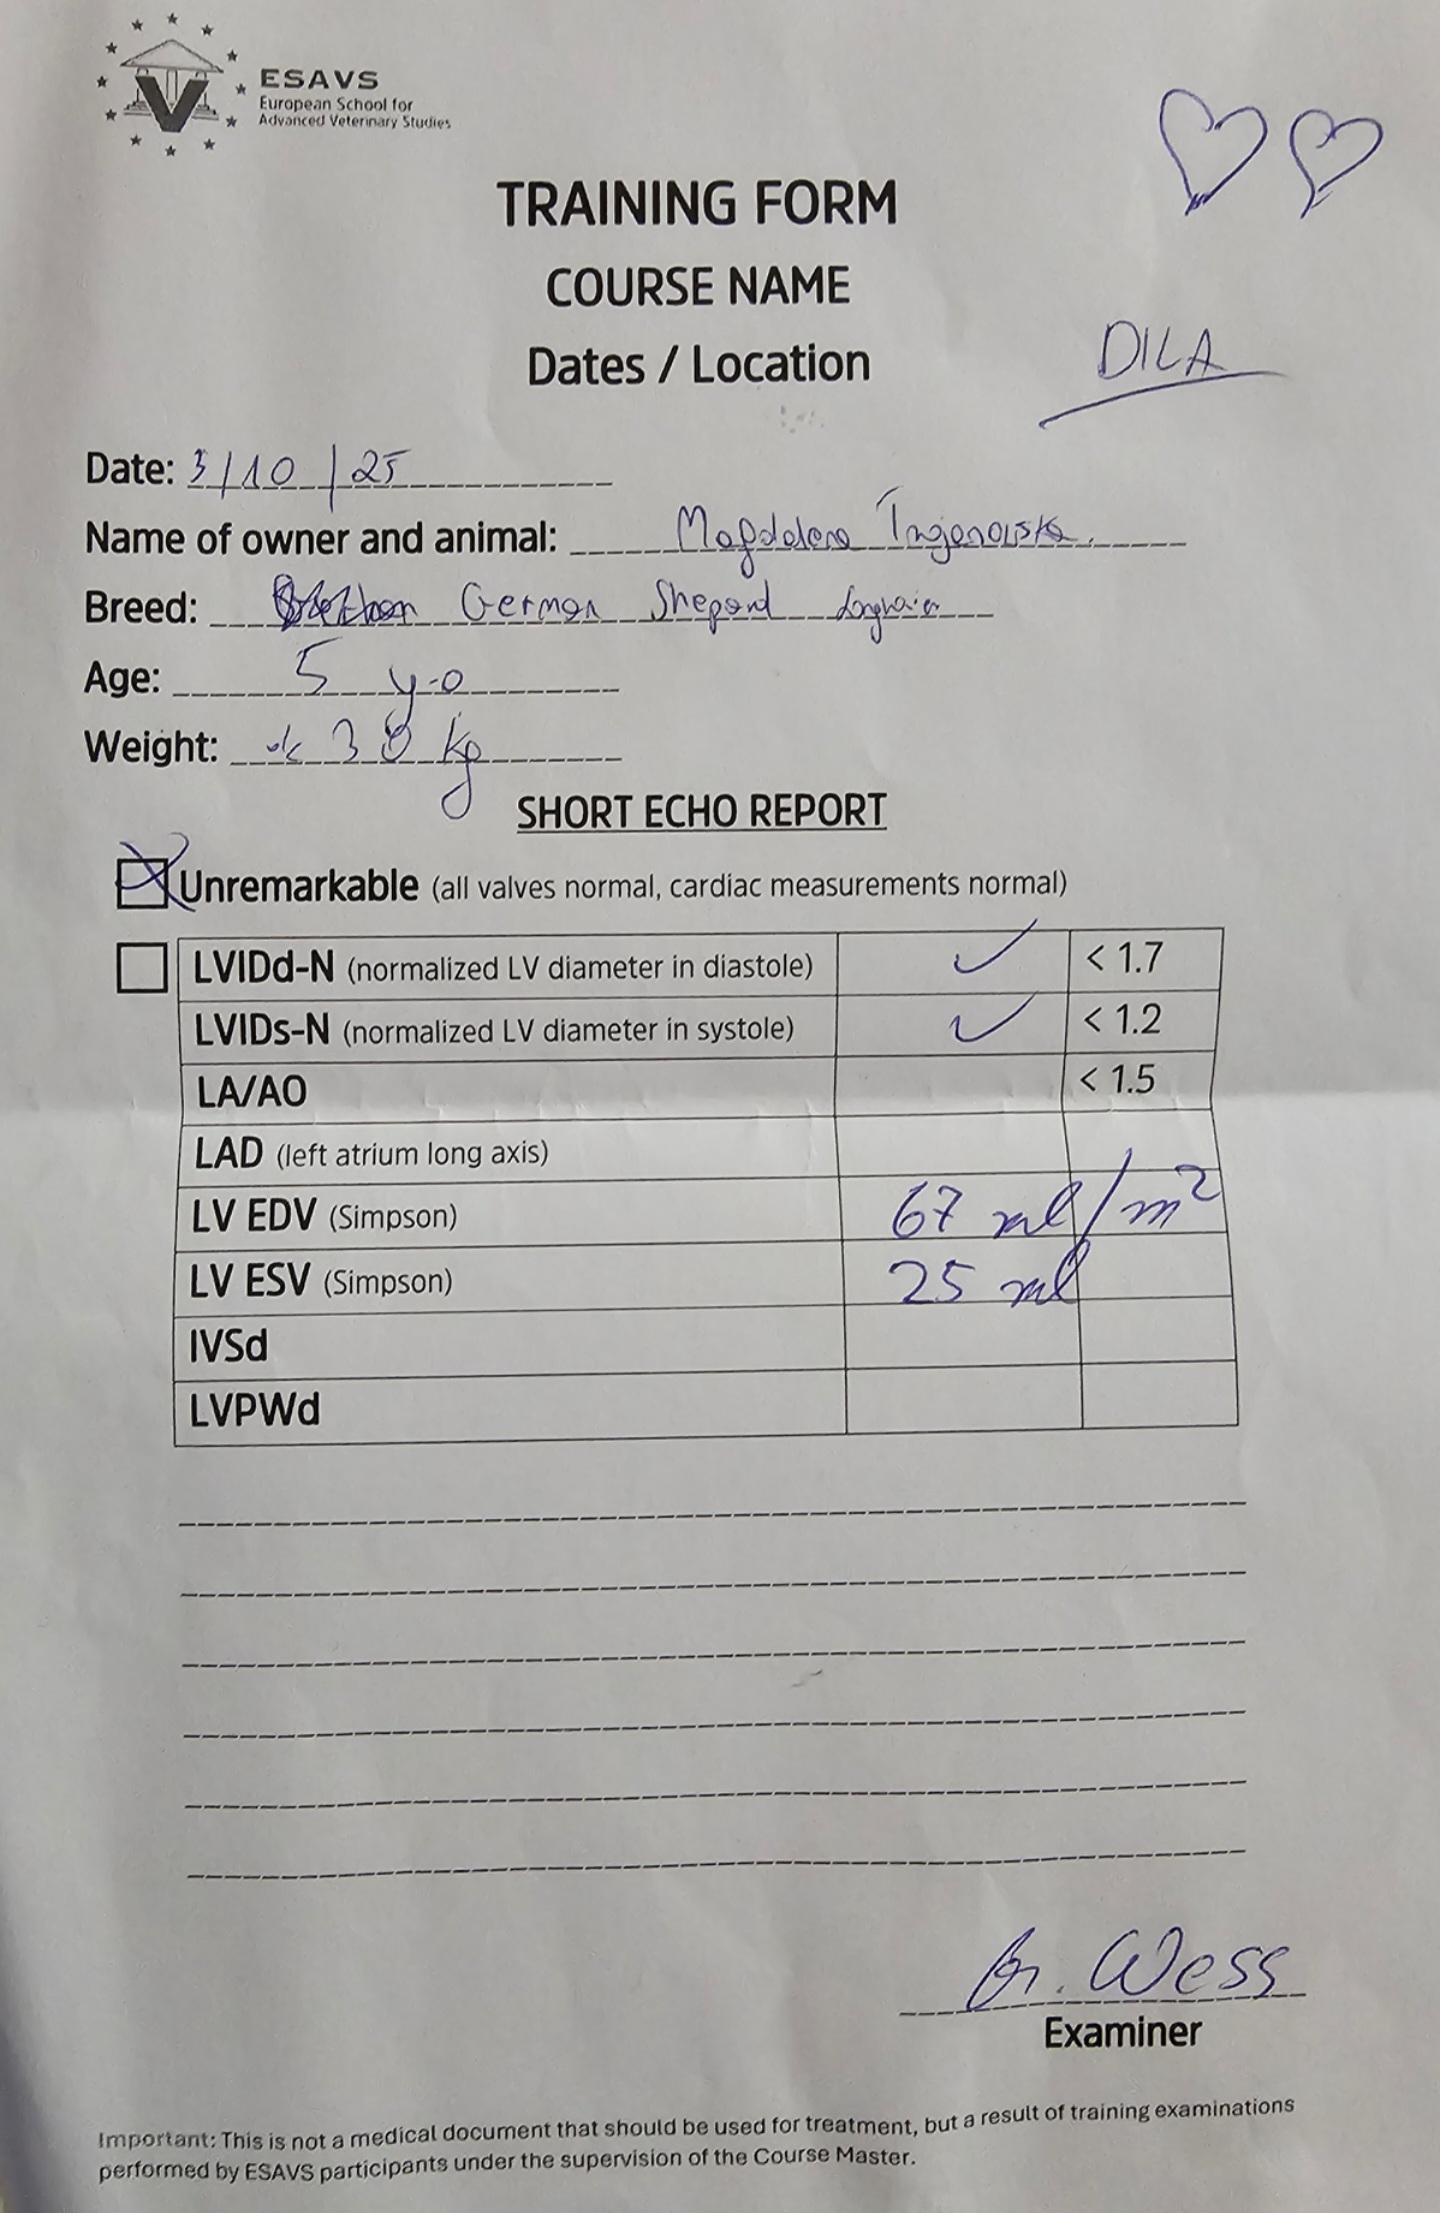 ESAVS
European School for
Advanced Veterinary Studies
TRAINING FORM
COURSE NAME
Dates / Location
DILA
Date: 3/10/25
Name of owner and animal: Magdalena
Breed: German Sheperd longhair
Age: 5 y.o
Weight: ok 38 kg
SHORT ECHO REPORT
Unremarkable (all valves normal, cardiac measurements normal)
LVIDd-N (normalized LV diameter in diastole) ✓ < 1.7
LVIDs-N (normalized LV diameter in systole) ✓ < 1.2
LA/AO < 1.5
LAD (left atrium long axis)
LV EDV (Simpson) 67 ml/m²
LV ESV (Simpson) 25 ml
IVSd
LVPWd
Dr. Wess
Examiner
Important: This is not a medical document that should be used for treatment, but a result of training examinations
performed by ESAVS participants under the supervision of the Course Master.